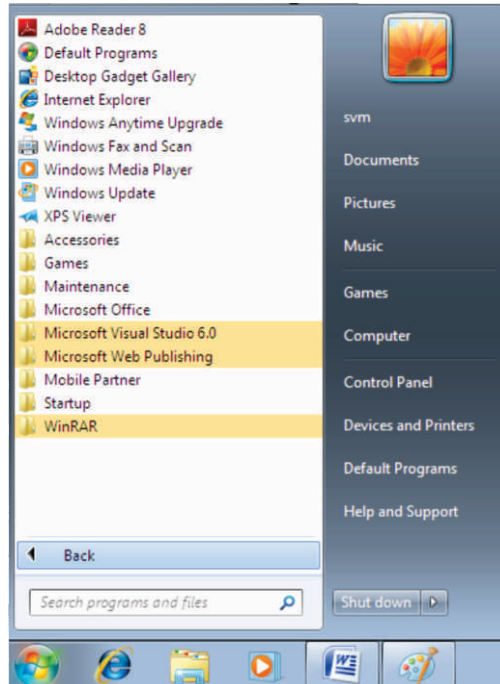 Adobe Reader 8
Default Programs
Desktop Gadget Gallery
Internet Explorer
Windows Anytime Upgrade
Windows Fax and Scan
Windows Media Player
Windows Update
XPS Viewer
Accessories
Games
Maintenance
Microsoft Office
Microsoft Visual Studio 6.0
Microsoft Web Publishing
Mobile Partner
Startup
WinRAR
Back
Search programs and files
svm
Documents
Pictures
Music
Games
Computer
Control Panel
Devices and Printers
Default Programs
Help and Support
Shut down